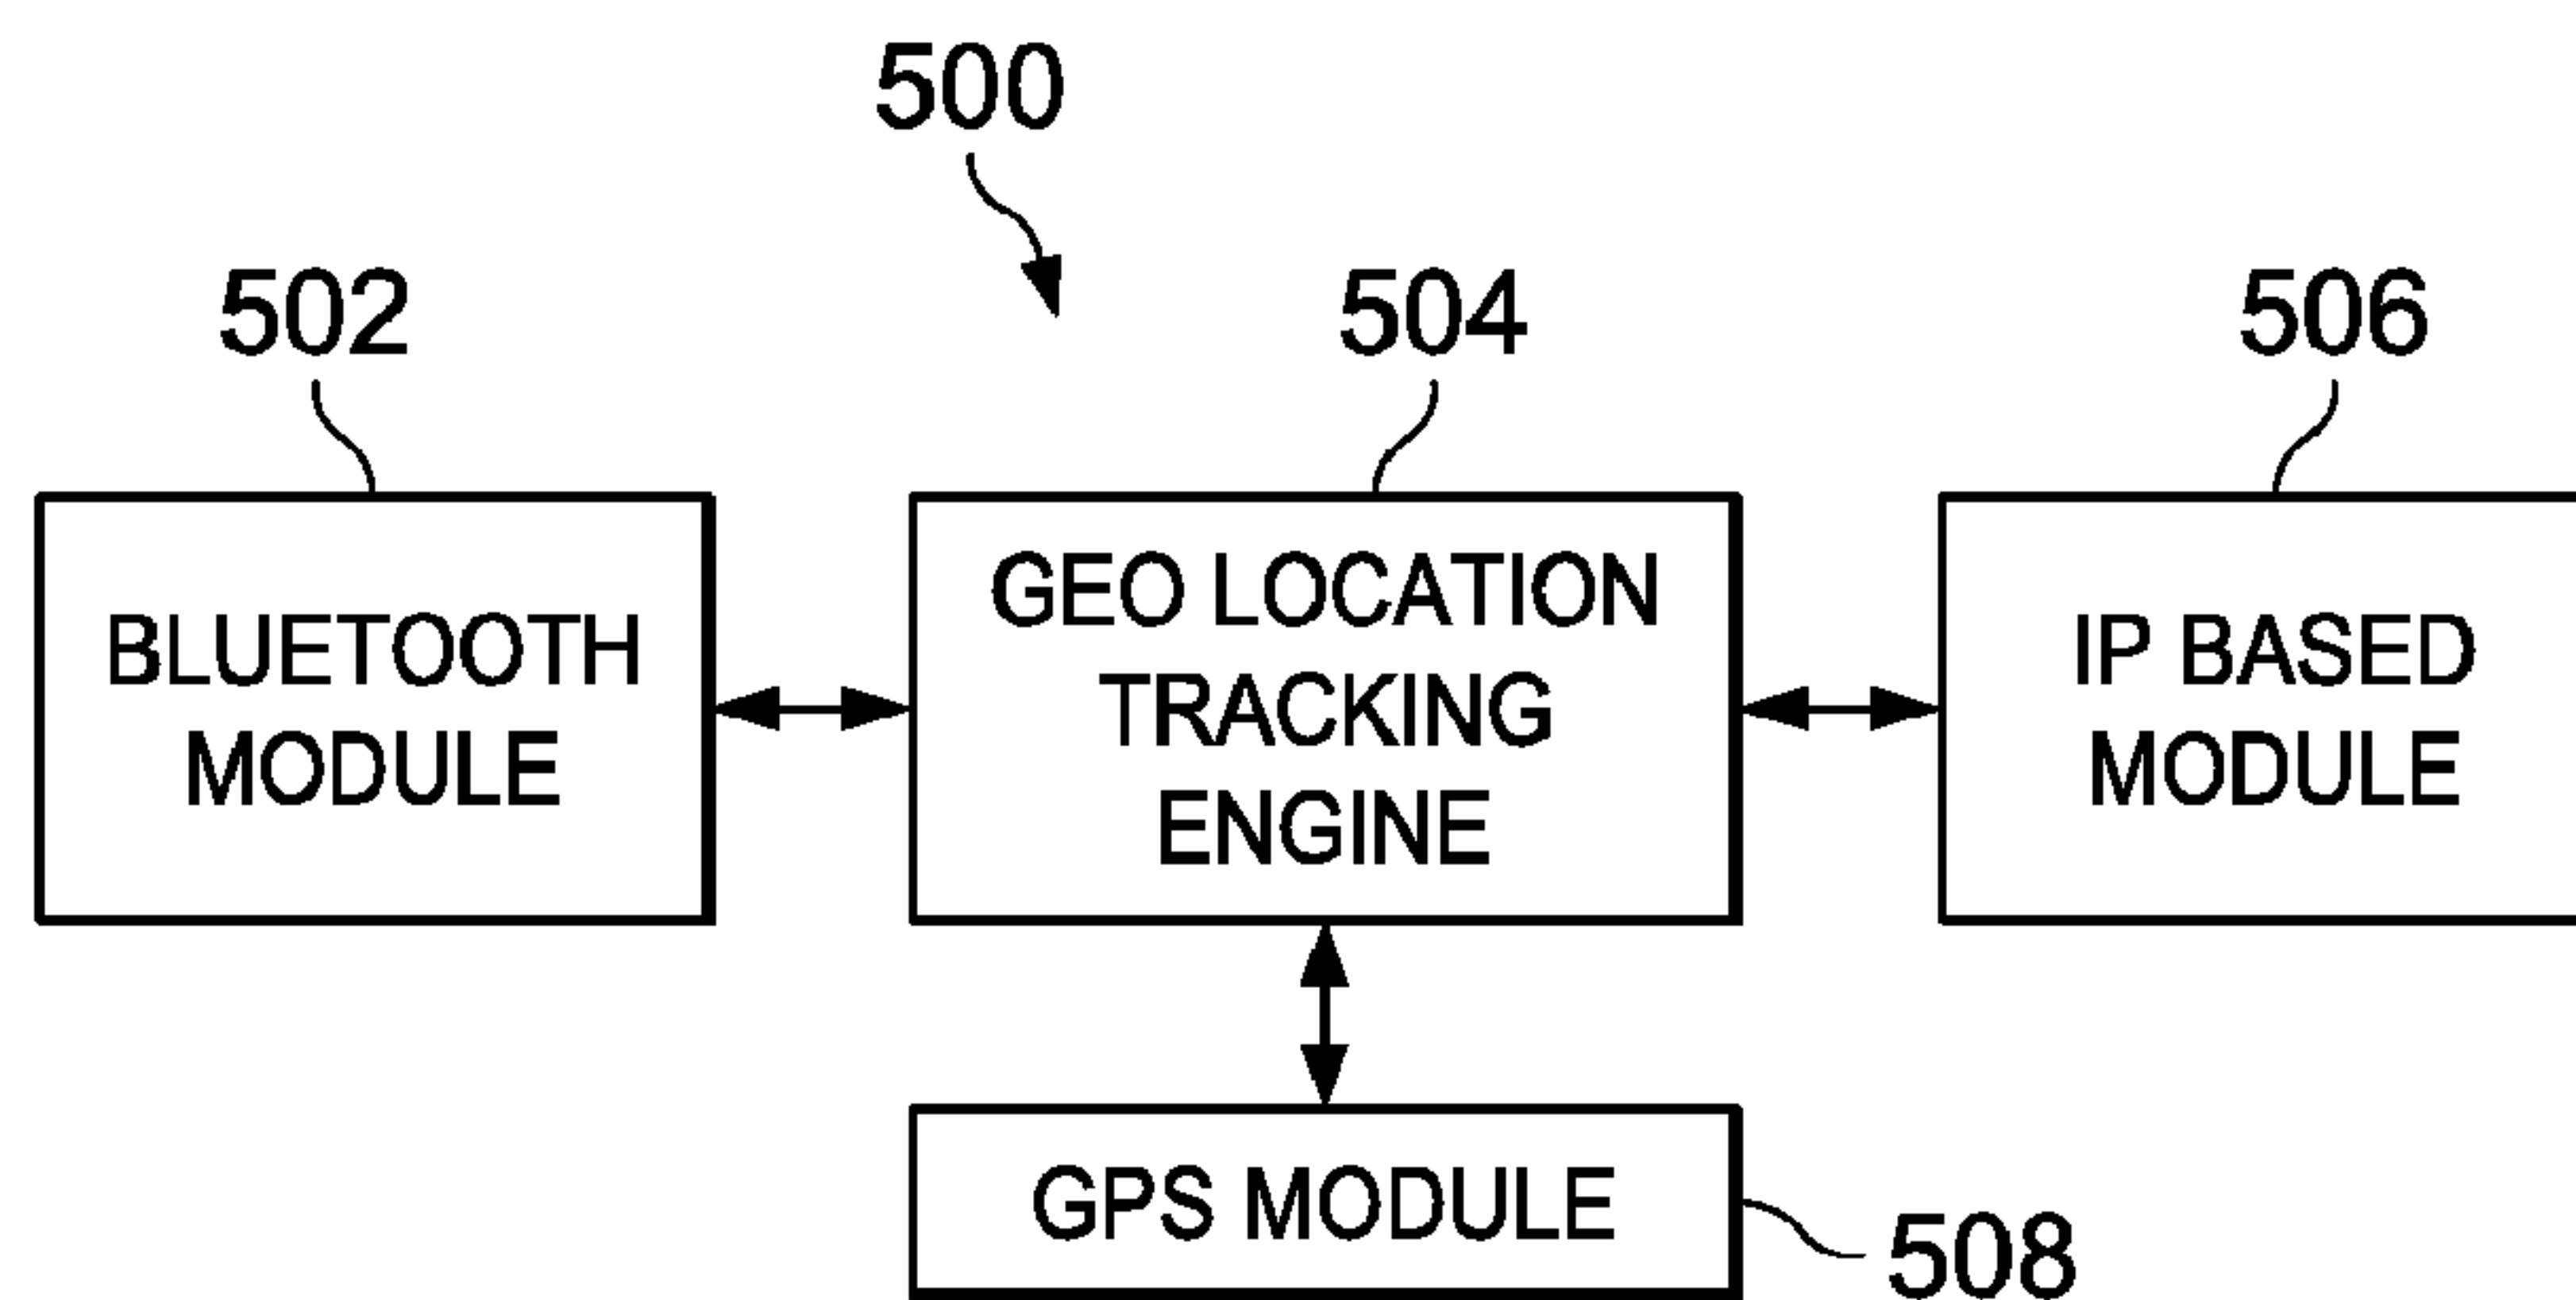 500
502
504
506
BLUETOOTH
MODULE
GEO LOCATION
TRACKING
ENGINE
IP BASED
MODULE
GPS MODULE
508